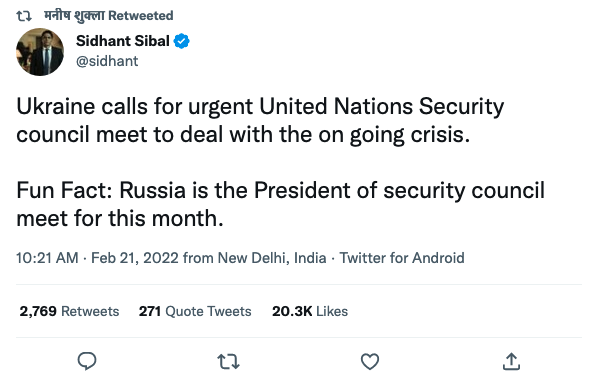 मनीष शुक्ला Retweeted
Sidhant Sibal
@sidhant
Ukraine calls for urgent United Nations Security
council meet to deal with the on going crisis.
Fun Fact: Russia is the President of security council
meet for this month.
10:21 AM · Feb 21, 2022 from New Delhi, India · Twitter for Android
2,769 Retweets 271 Quote Tweets 20.3K Likes